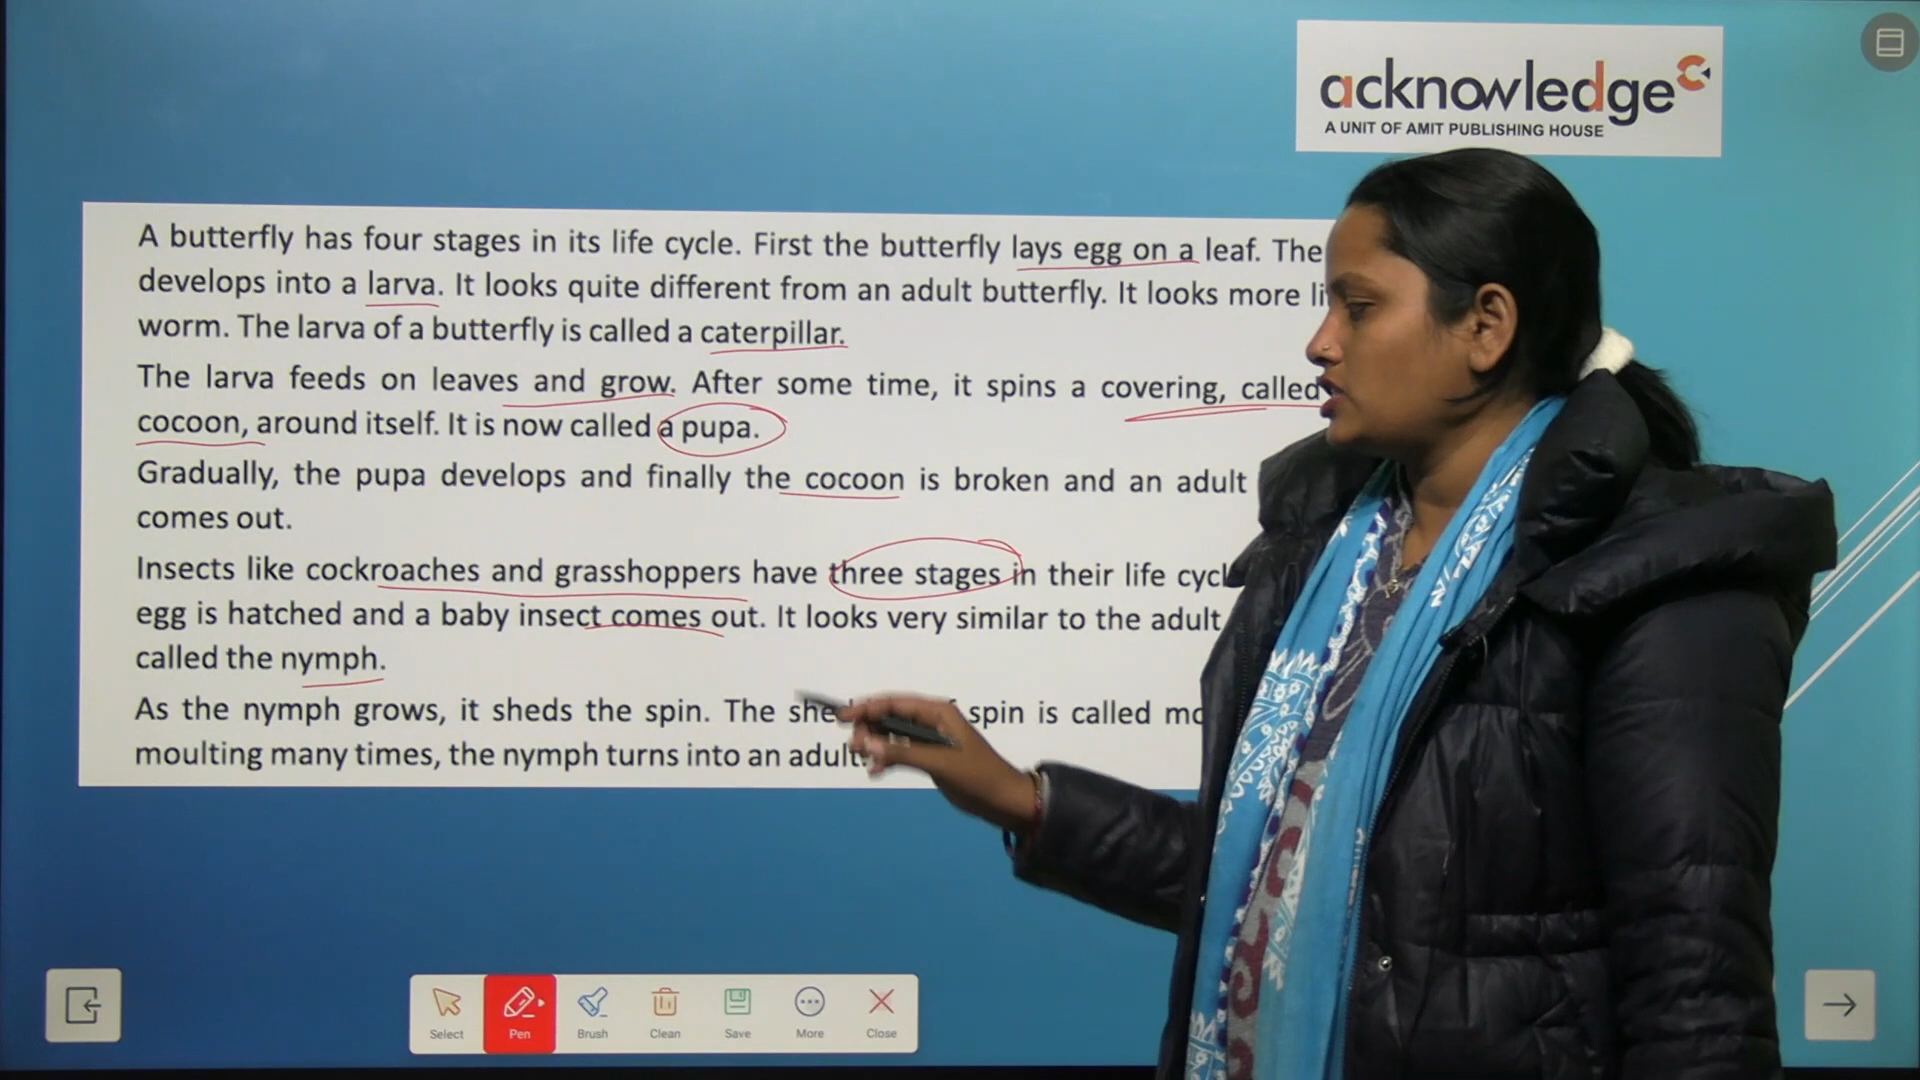 acknowledge
A UNIT OF AMIT PUBLISHING HOUSE
A butterfly has four stages in its life cycle. First the butterfly lays egg on a leaf. The
develops into a larva. It looks quite different from an adult butterfly. It looks more
worm. The larva of a butterfly is called a caterpillar.
The larva feeds on leaves and grow. After some time, it spins a covering, called
cocoon, around itself. It is now called a pupa.
Gradually, the pupa develops and finally the cocoon is broken and an adult
comes out.
Insects like cockroaches and grasshoppers have three stages in their life
egg is hatched and a baby insect comes out. It looks very similar to the adult
called the nymph.
As the nymph grows, it sheds the spin. The spin is called
moulting many times, the nymph turns into an adult.
Select Pen Brush Clean Save More Close